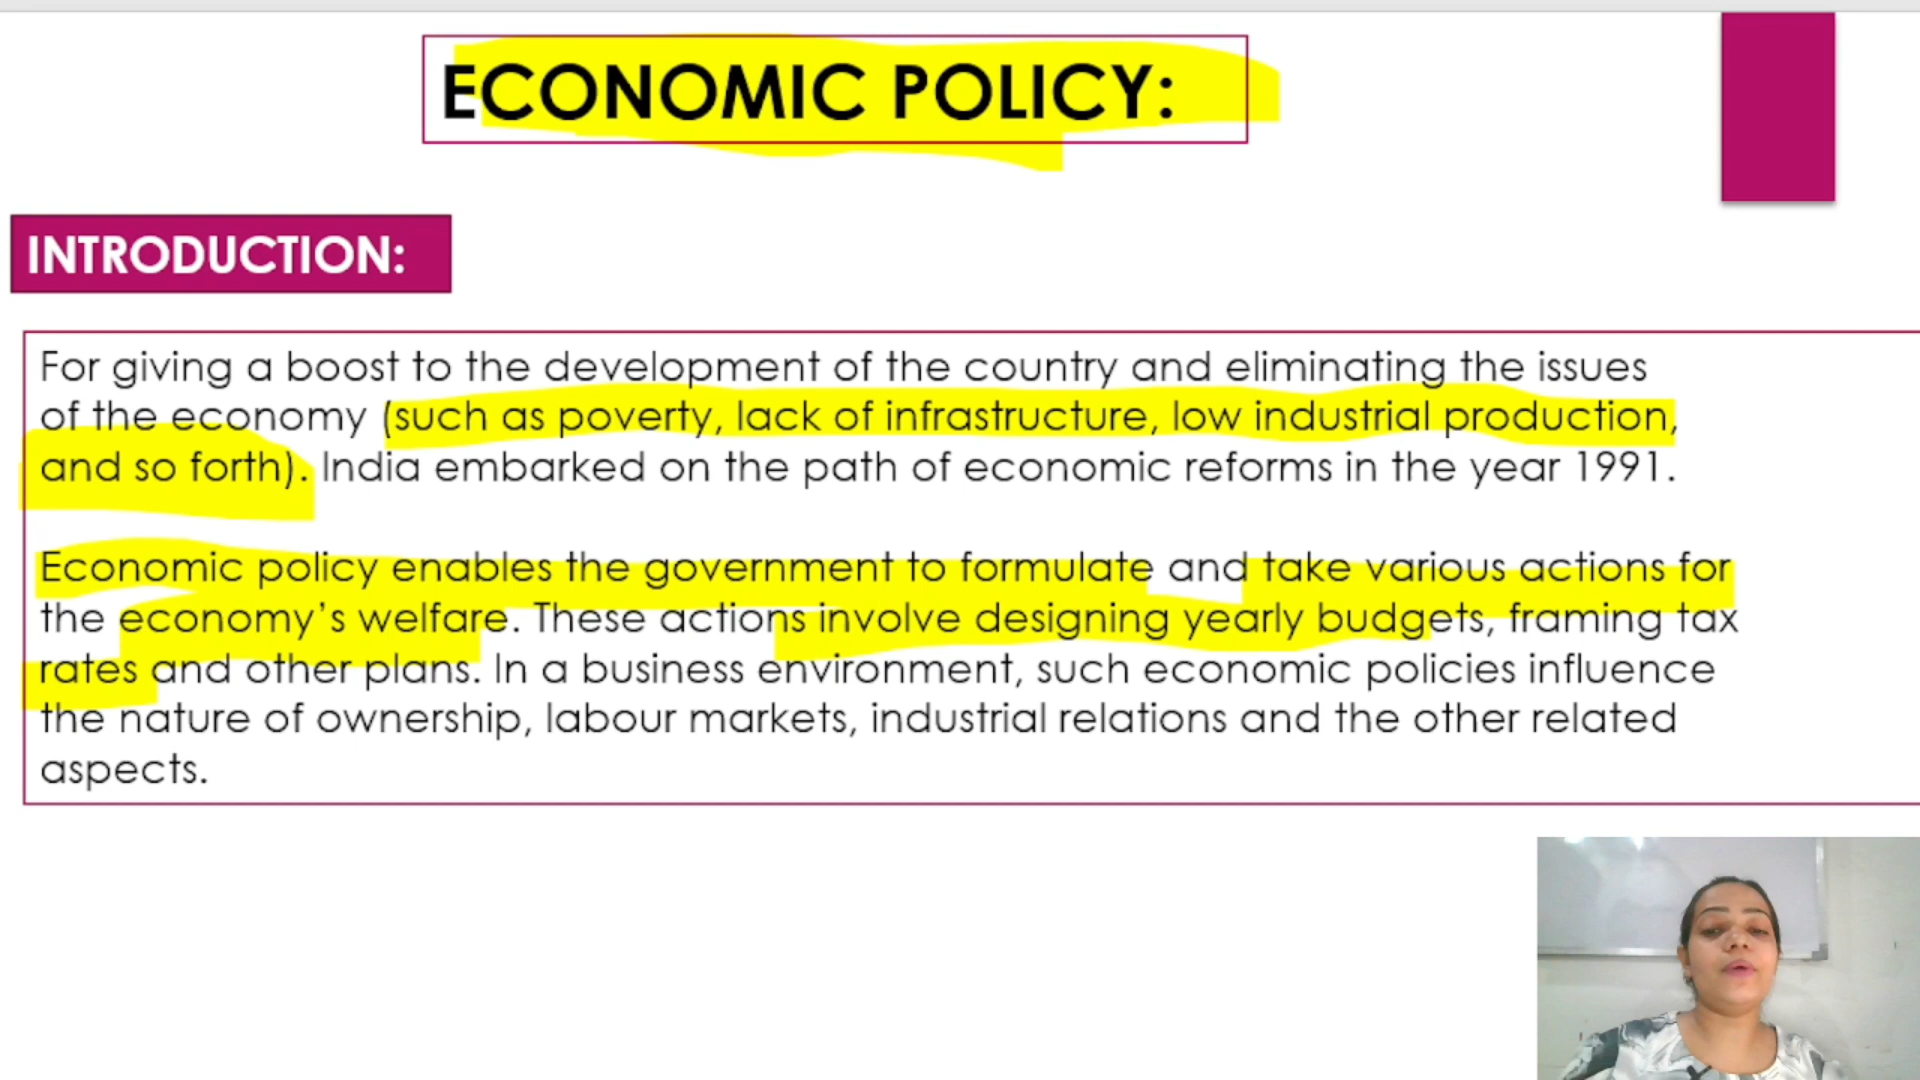 ECONOMIC POLICY:
INTRODUCTION:
For giving a boost to the development of the country and eliminating the issues
of the economy (such as poverty, lack of infrastructure, low industrial production,
and so forth). India embarked on the path of economic reforms in the year 1991.
Economic policy enables the government to formulate and take various actions for
the economy’s welfare. These actions involve designing yearly budgets, framing tax
rates and other plans. In a business environment, such economic policies influence
the nature of ownership, labour markets, industrial relations and the other related
aspects.